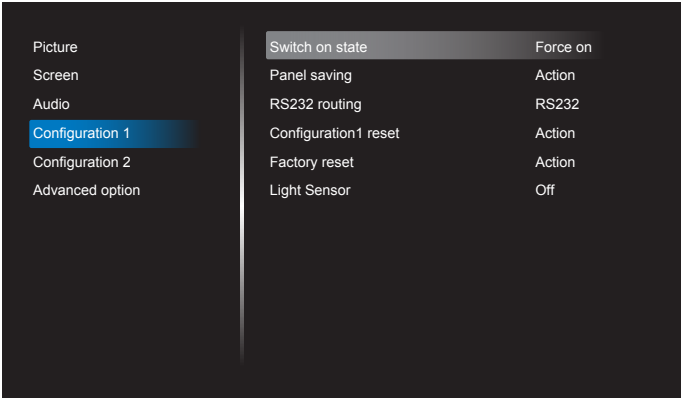 Picture
Screen
Audio
Configuration 1
Configuration 2
Advanced option
Switch on state Force on
Panel saving Action
RS232 routing RS232
Configuration1 reset Action
Factory reset Action
Light Sensor Off